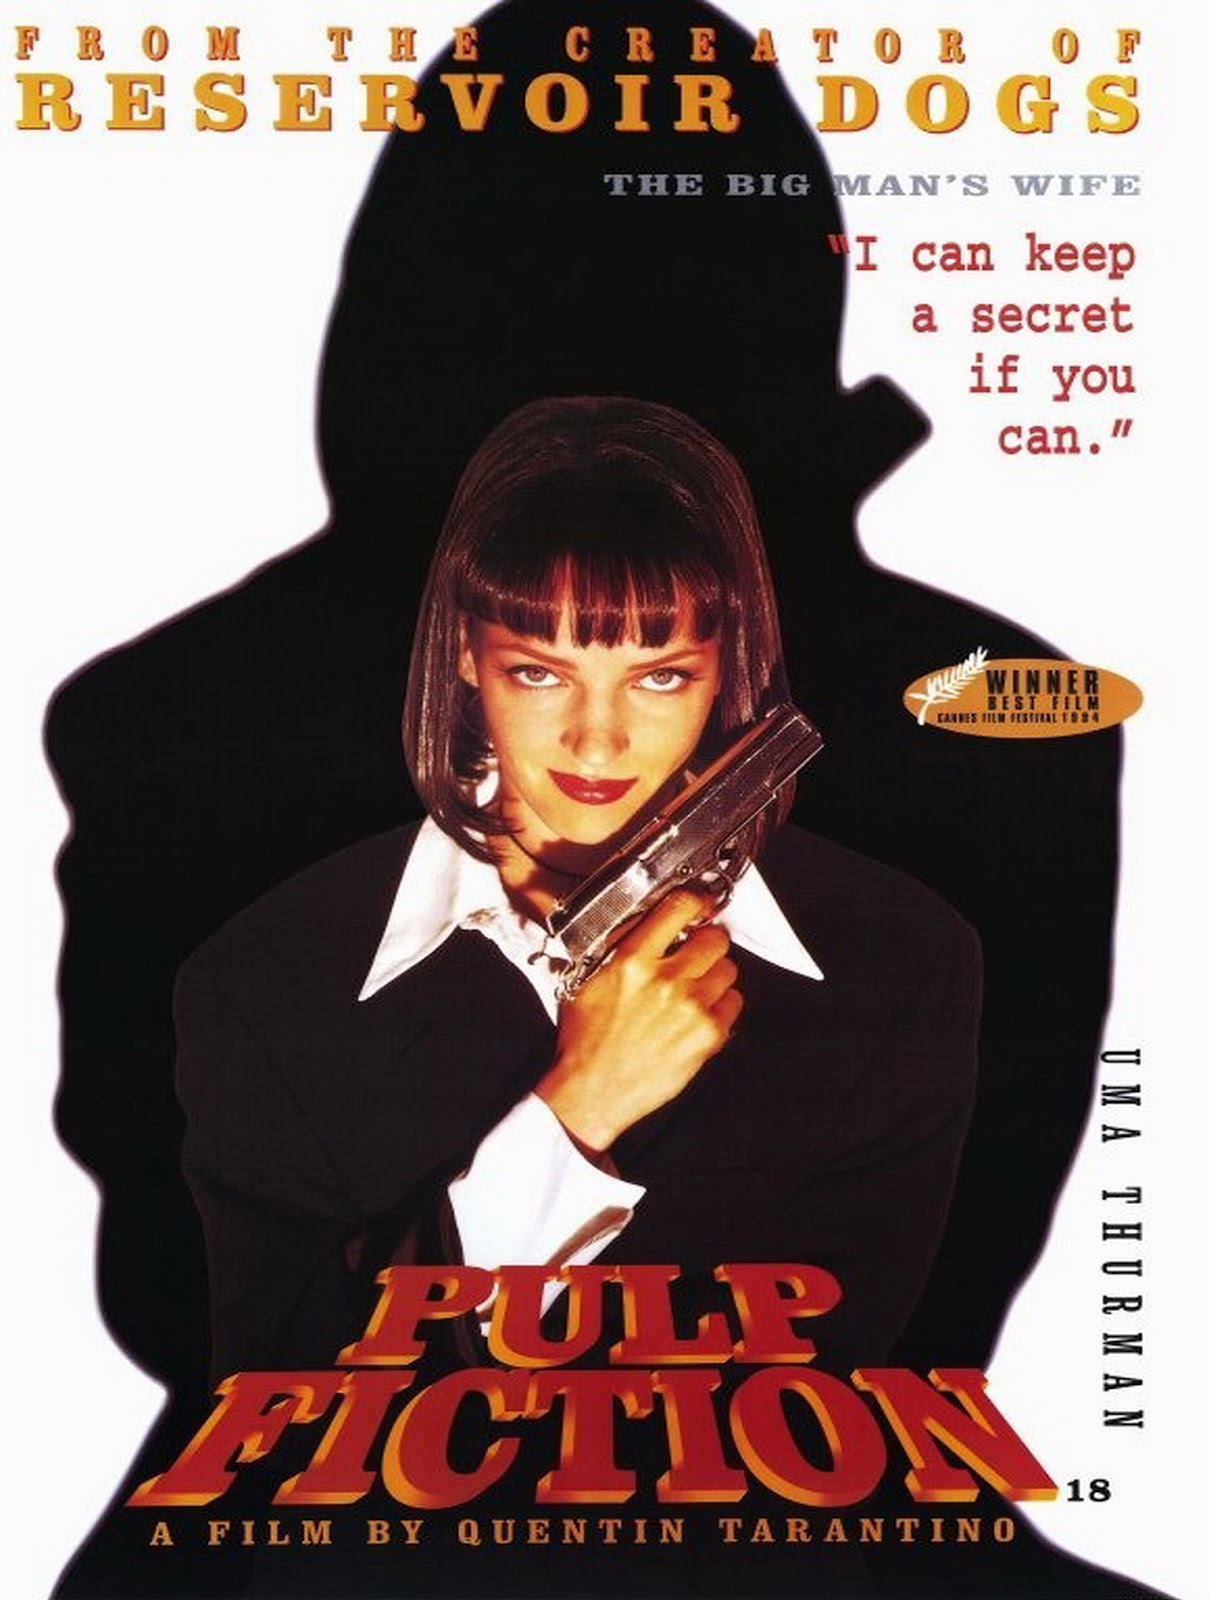 FROM THE CREATOR OF
RESERVOIR DOGS
THE BIG MAN'S WIFE
"I can keep
a secret
if you
can."
WINNER
BEST FILM
CANNES FILM FESTIVAL 1994
UMA THURMAN
PULP
FICTION
18
A FILM BY QUENTIN TARANTINO